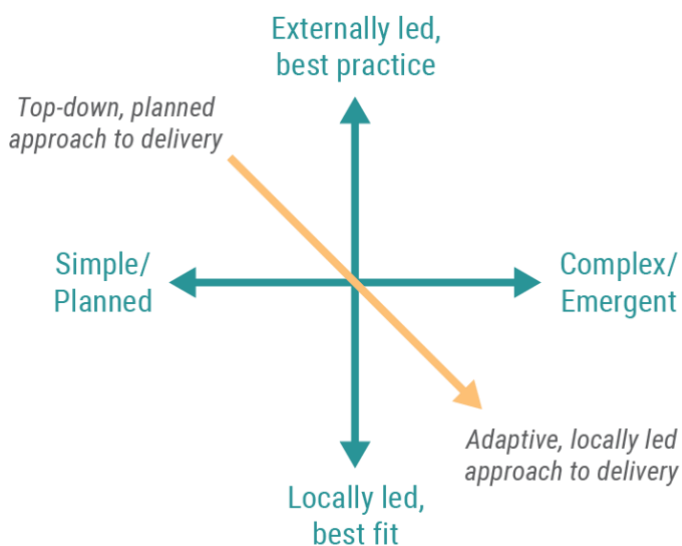 Externally led,
best practice
Top-down, planned
approach to delivery
Simple/
Planned
Complex/
Emergent
Adaptive, locally led
approach to delivery
Locally led,
best fit